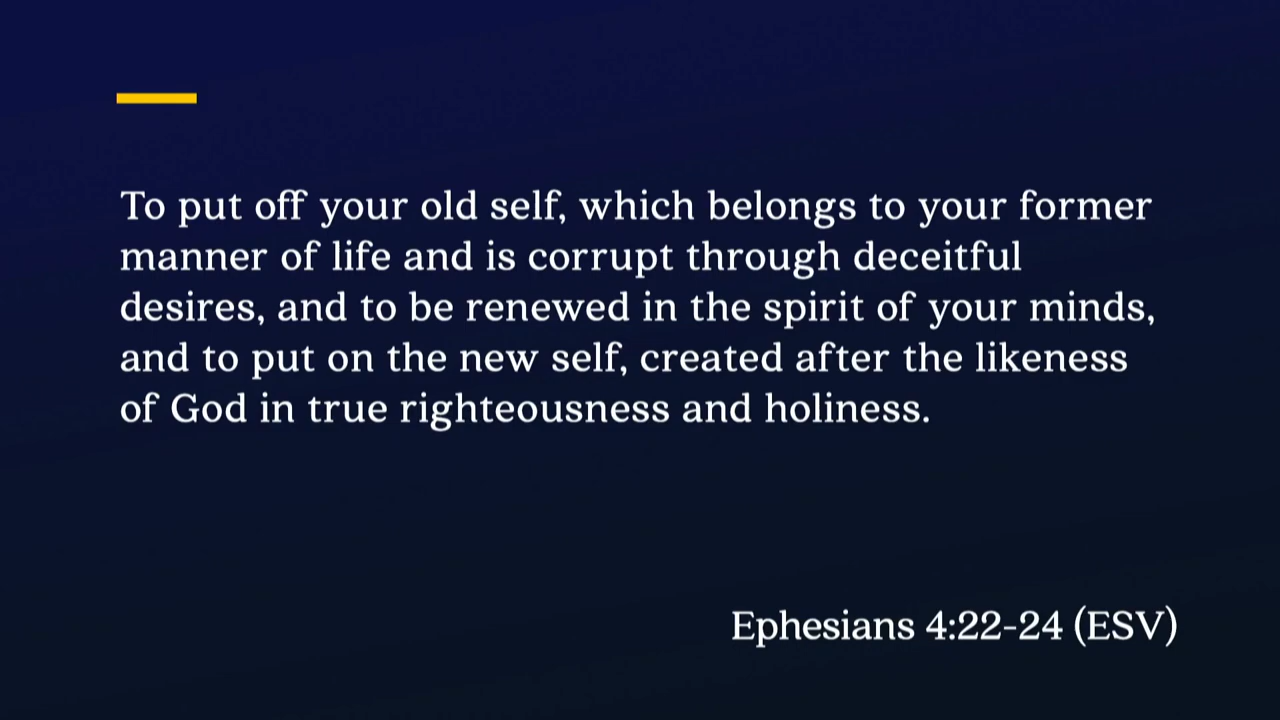 To put off your old self, which belongs to your former
manner of life and is corrupt through deceitful
desires, and to be renewed in the spirit of your minds,
and to put on the new self, created after the likeness
of God in true righteousness and holiness.
Ephesians 4:22-24 (ESV)